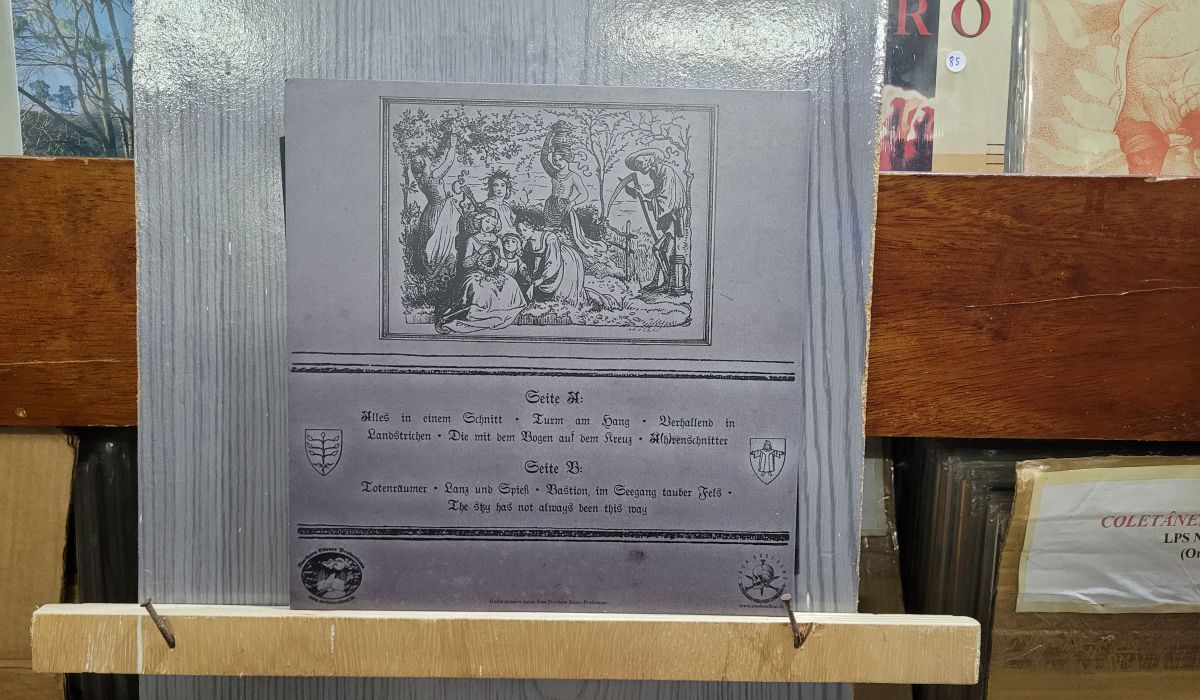 RO
85
Seite A:
Alles in einem Schnitt • Turm am Hang • Verhallend in
Landstrichen • Die mit dem Bogen auf dem Kreuz • A(h)renschnitter
Seite B:
Totenräumer • Lanz und Spieß • Bastion, im Seegang tauber Fels •
The sky has not always been this way
COLETÂNE
LPS N
(Or